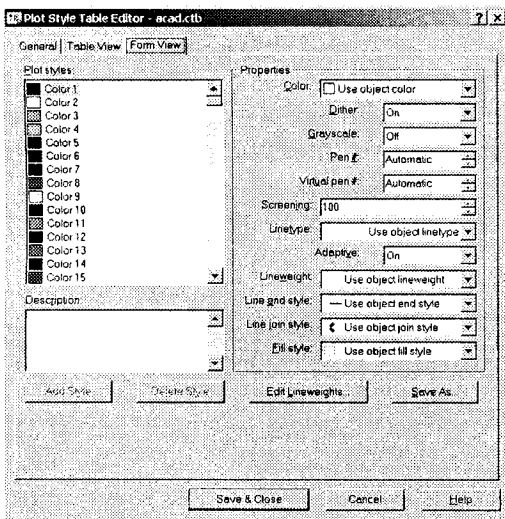 Plot Style Table Editor - acad.ctb
General Table View Form View
Plot styles:
Color 1
Color 2
Color 3
Color 4
Color 5
Color 6
Color 7
Color 8
Color 9
Color 10
Color 11
Color 12
Color 13
Color 14
Color 15
Description:
Add Style Delete Style
Properties
Color: Use object color
Dither: On
Grayscale: Off
Pen #: Automatic
Virtual pen #: Automatic
Screening: 100
Linetype: Use object linetype
Adaptive: On
Lineweight: Use object lineweight
Line end style: Use object end style
Line join style: Use object join style
Fill style: Use object fill style
Edit Lineweights... Save As...
Save & Close Cancel Help